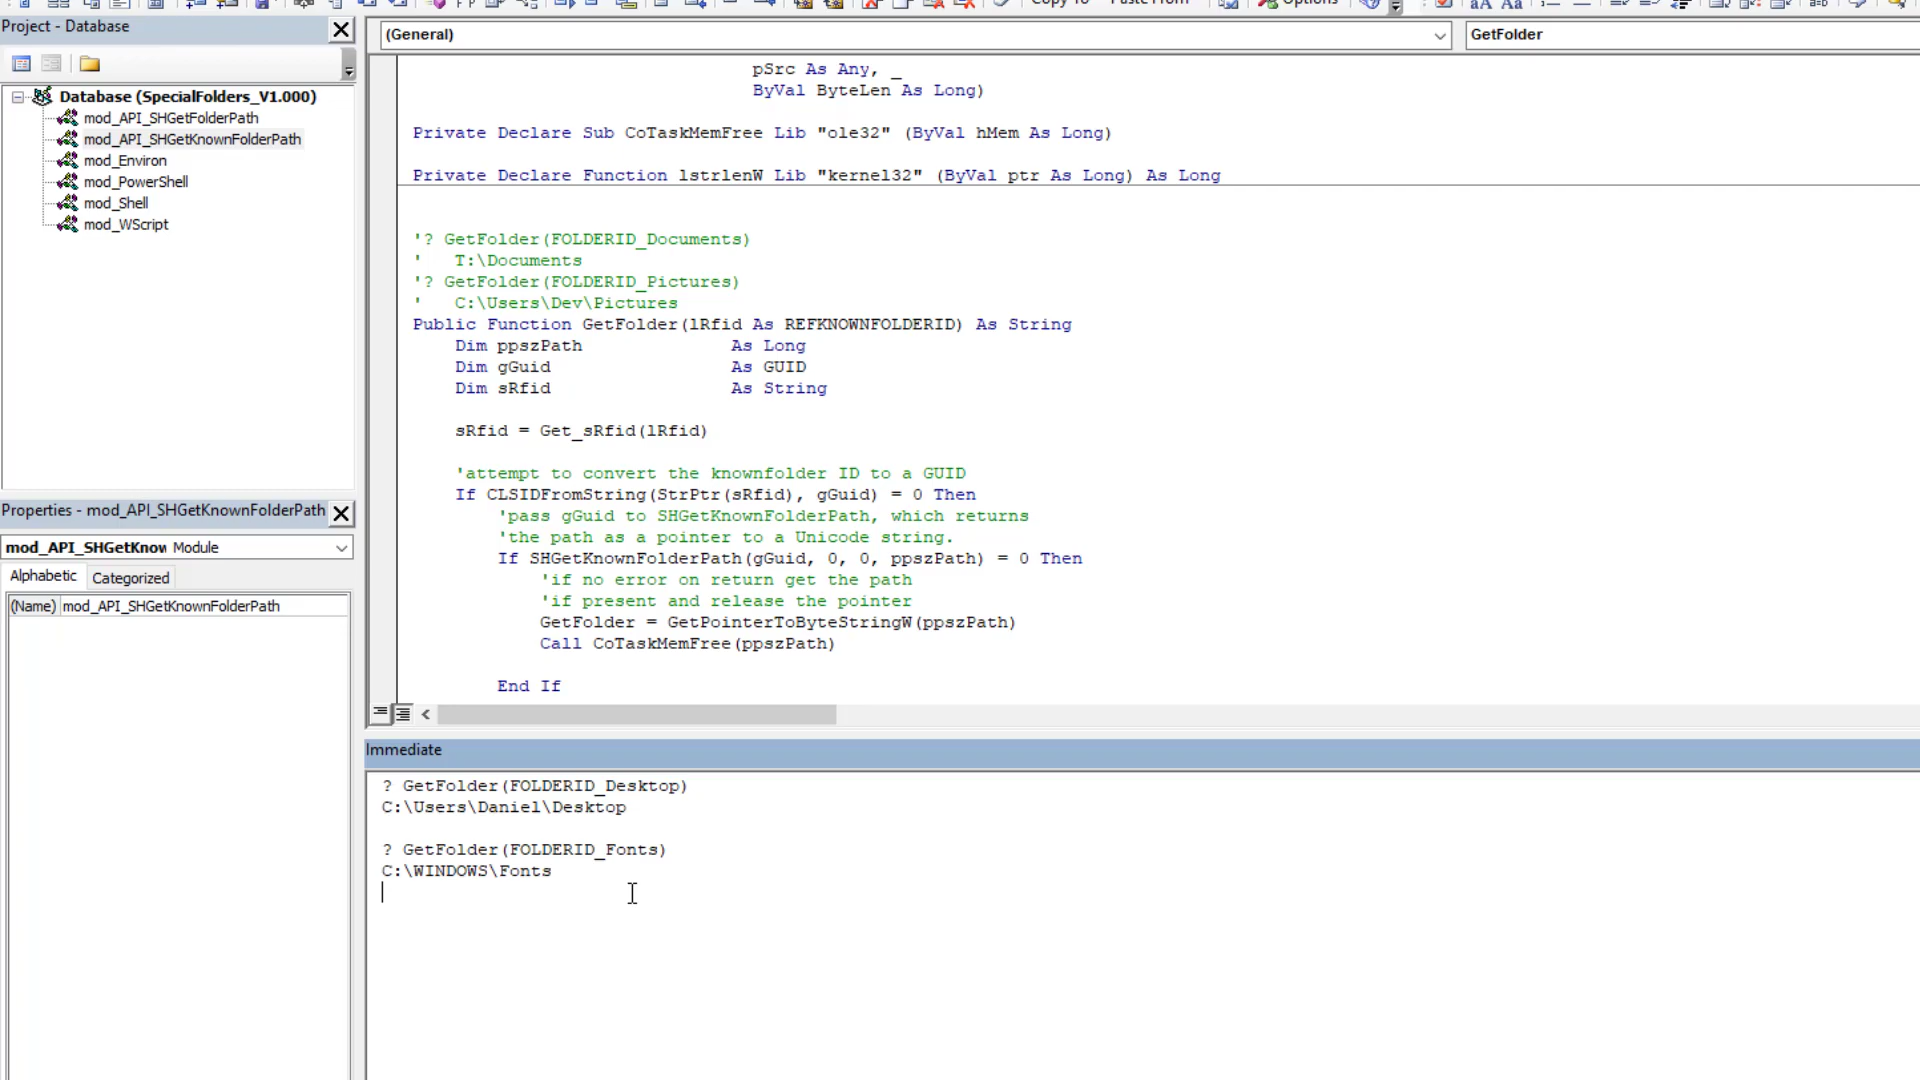 Copy To
Paste From
Options
Project - Database
Database (SpecialFolders_V1.000)
mod_API_SHGetFolderPath
mod_API_SHGetKnownFolderPath
mod_Environ
mod_PowerShell
mod_Shell
mod_WScript
Properties - mod_API_SHGetKnownFolderPath
mod_API_SHGetKnow Module
Alphabetic
Categorized
(Name) mod_API_SHGetKnownFolderPath
(General)
GetFolder
pSrc As Any, _
ByVal ByteLen As Long)
Private Declare Sub CoTaskMemFree Lib "ole32" (ByVal hMem As Long)
Private Declare Function lstrlenW Lib "kernel32" (ByVal ptr As Long) As Long
'? GetFolder(FOLDERID_Documents)
'   T:\Documents
'? GetFolder(FOLDERID_Pictures)
'   C:\Users\Dev\Pictures
Public Function GetFolder(lRfid As REFKNOWNFOLDERID) As String
Dim ppszPath As Long
Dim gGuid As GUID
Dim sRfid As String
sRfid = Get_sRfid(lRfid)
'attempt to convert the knownfolder ID to a GUID
If CLSIDFromString(StrPtr(sRfid), gGuid) = 0 Then
'pass gGuid to SHGetKnownFolderPath, which returns
'the path as a pointer to a Unicode string.
If SHGetKnownFolderPath(gGuid, 0, 0, ppszPath) = 0 Then
'if no error on return get the path
'if present and release the pointer
GetFolder = GetPointerToByteStringW(ppszPath)
Call CoTaskMemFree(ppszPath)
End If
Immediate
? GetFolder(FOLDERID_Desktop)
C:\Users\Daniel\Desktop
? GetFolder(FOLDERID_Fonts)
C:\WINDOWS\Fonts